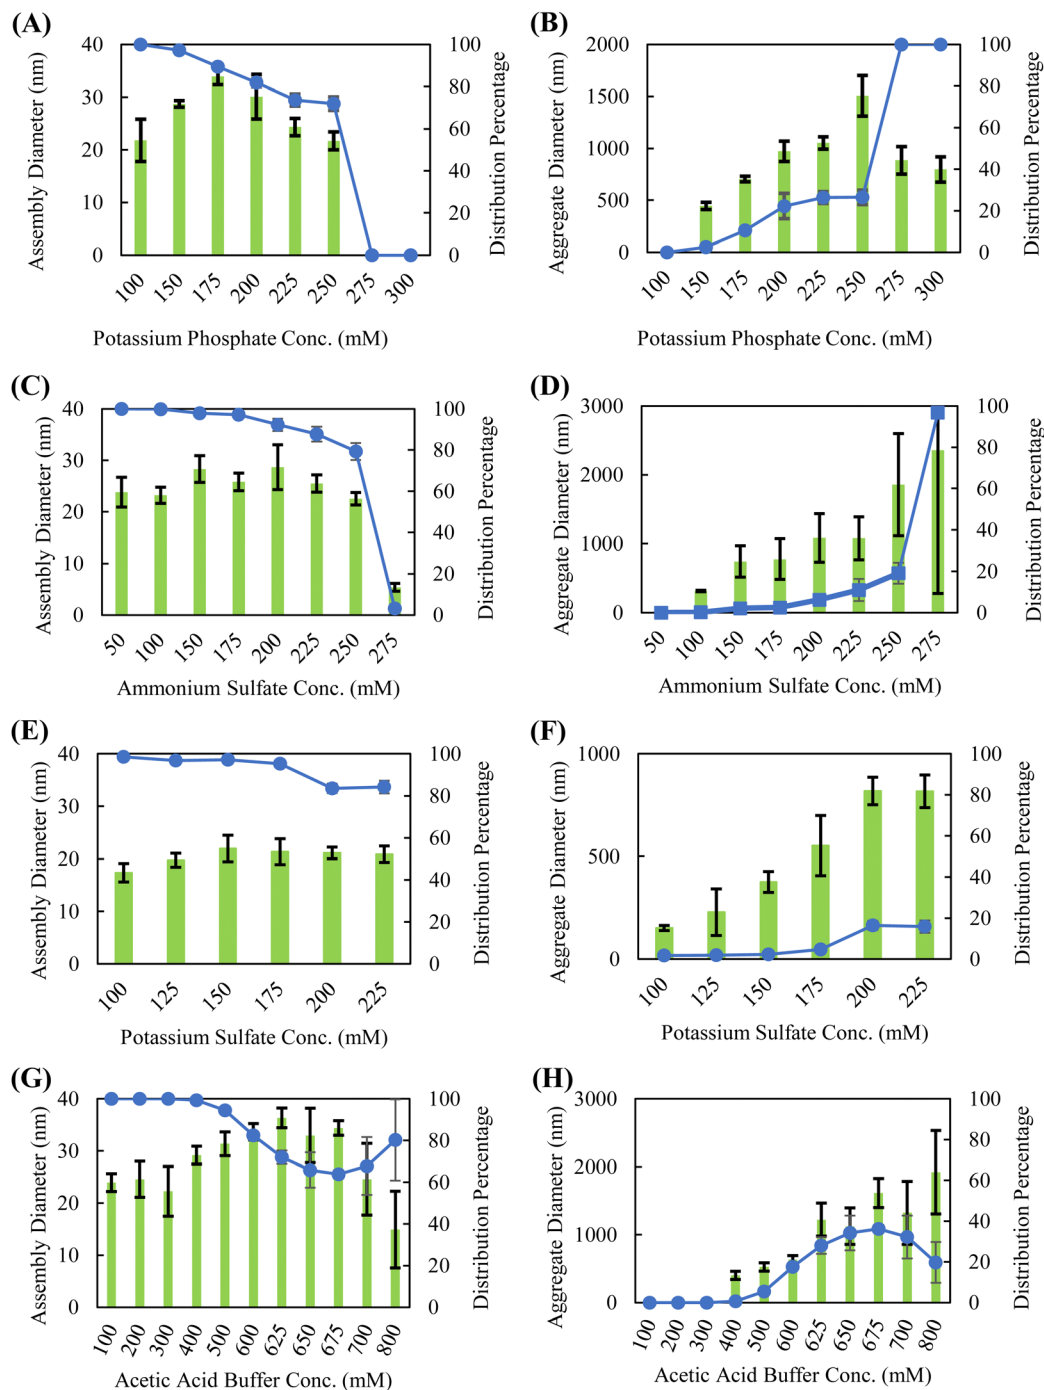 (A)
Assembly Diameter (nm)
40
30
20
10
0
100
80
60
40
20
0
Distribution Percentage
100 150 175 200 225 250 275 300
Potassium Phosphate Conc. (mM)
(B)
Aggregate Diameter (nm)
2000
1500
1000
500
0
100
80
60
40
20
0
Distribution Percentage
100 150 175 200 225 250 275 300
Potassium Phosphate Conc. (mM)
(C)
Assembly Diameter (nm)
40
30
20
10
0
100
80
60
40
20
0
Distribution Percentage
50 100 150 175 200 225 250 275
Ammonium Sulfate Conc. (mM)
(D)
Aggregate Diameter (nm)
3000
2000
1000
0
100
80
60
40
20
0
Distribution Percentage
50 100 150 175 200 225 250 275
Ammonium Sulfate Conc. (mM)
(E)
Assembly Diameter (nm)
40
30
20
10
0
100
80
60
40
20
0
Distribution Percentage
100 125 150 175 200 225
Potassium Sulfate Conc. (mM)
(F)
Aggregate Diameter (nm)
1000
500
0
100
80
60
40
20
0
Distribution Percentage
100 125 150 175 200 225
Potassium Sulfate Conc. (mM)
(G)
Assembly Diameter (nm)
40
30
20
10
0
100
80
60
40
20
0
Distribution Percentage
100 200 300 400 500 600 625 650 675 700 800
Acetic Acid Buffer Conc. (mM)
(H)
Aggregate Diameter (nm)
3000
2000
1000
0
100
80
60
40
20
0
Distribution Percentage
100 200 300 400 500 600 625 650 675 700 800
Acetic Acid Buffer Conc. (mM)